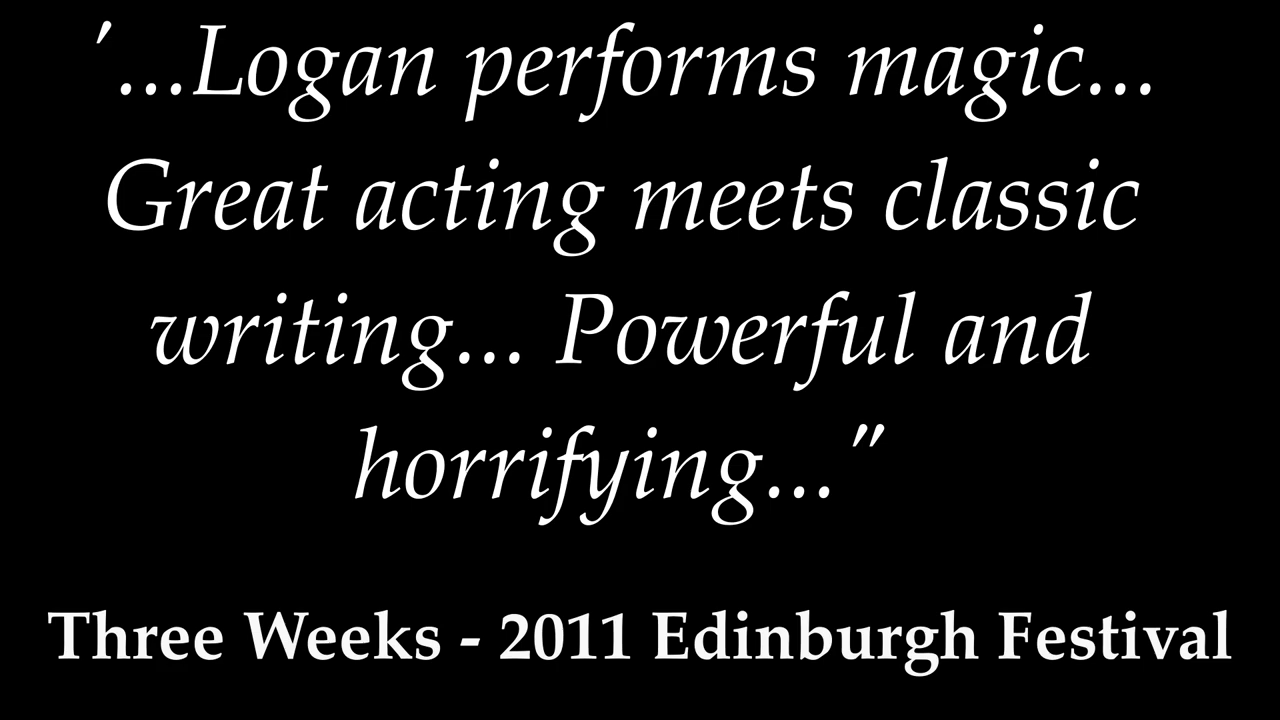 '...Logan performs magic...
Great acting meets classic
writing... Powerful and
horrifying..."
Three Weeks - 2011 Edinburgh Festival